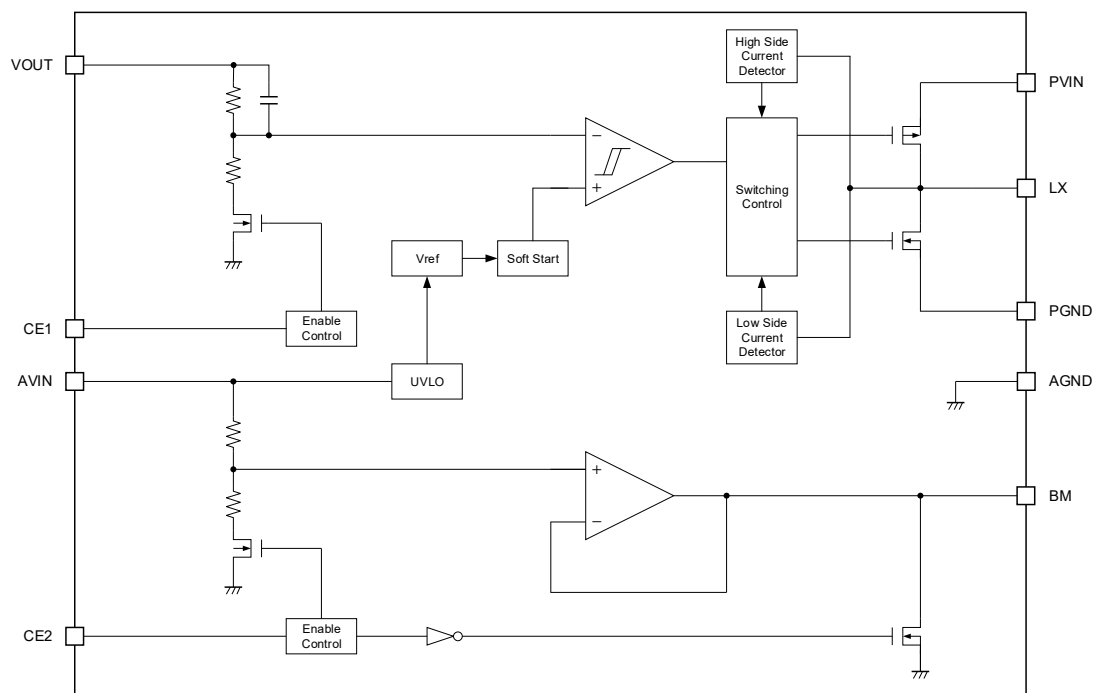 High Side
Current
Detector
VOUT
PVIN
−
+
Switching
Control
LX
Vref
Soft Start
CE1
Enable
Control
Low Side
Current
Detector
PGND
AVIN
UVLO
AGND
+
−
BM
CE2
Enable
Control